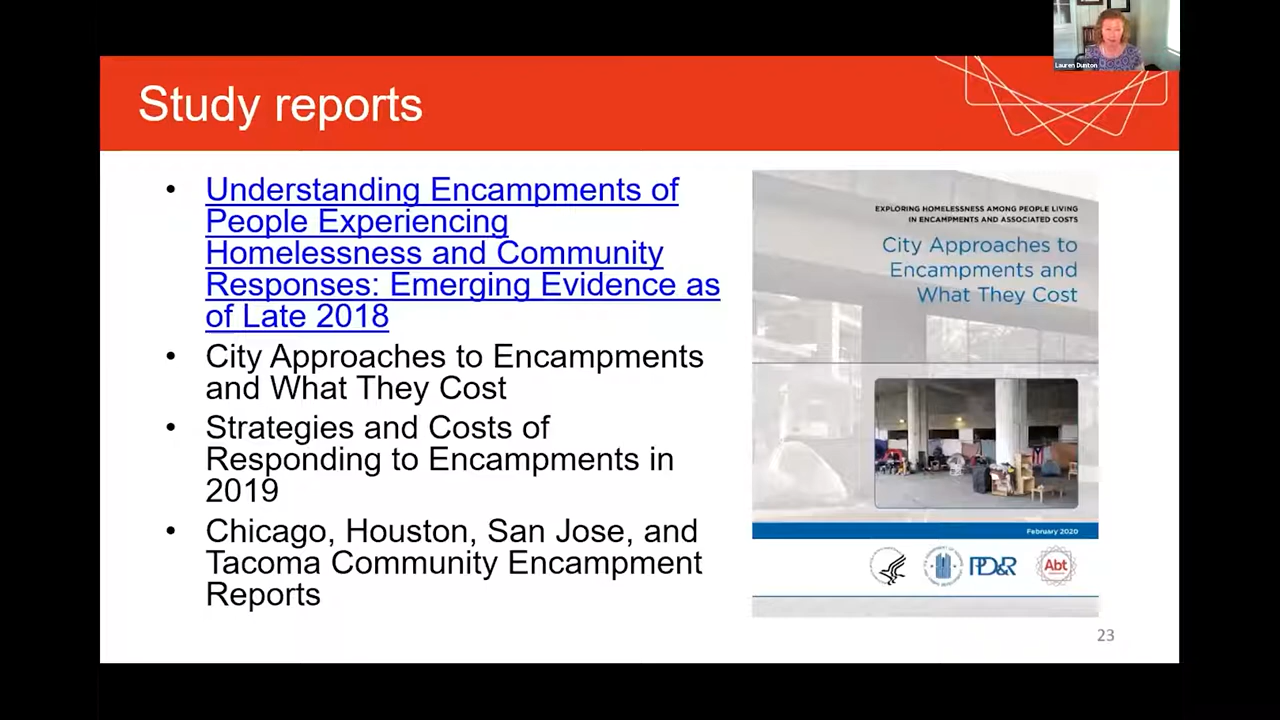 Lauren Dunton
Study reports
• Understanding Encampments of
People Experiencing
Homelessness and Community
Responses: Emerging Evidence as
of Late 2018
• City Approaches to Encampments
and What They Cost
• Strategies and Costs of
Responding to Encampments in
2019
• Chicago, Houston, San Jose, and
Tacoma Community Encampment
Reports
EXPLORING HOMELESSNESS AMONG PEOPLE LIVING
IN ENCAMPMENTS AND ASSOCIATED COSTS
City Approaches to
Encampments and
What They Cost
February 2020
PD&R
Abt
23